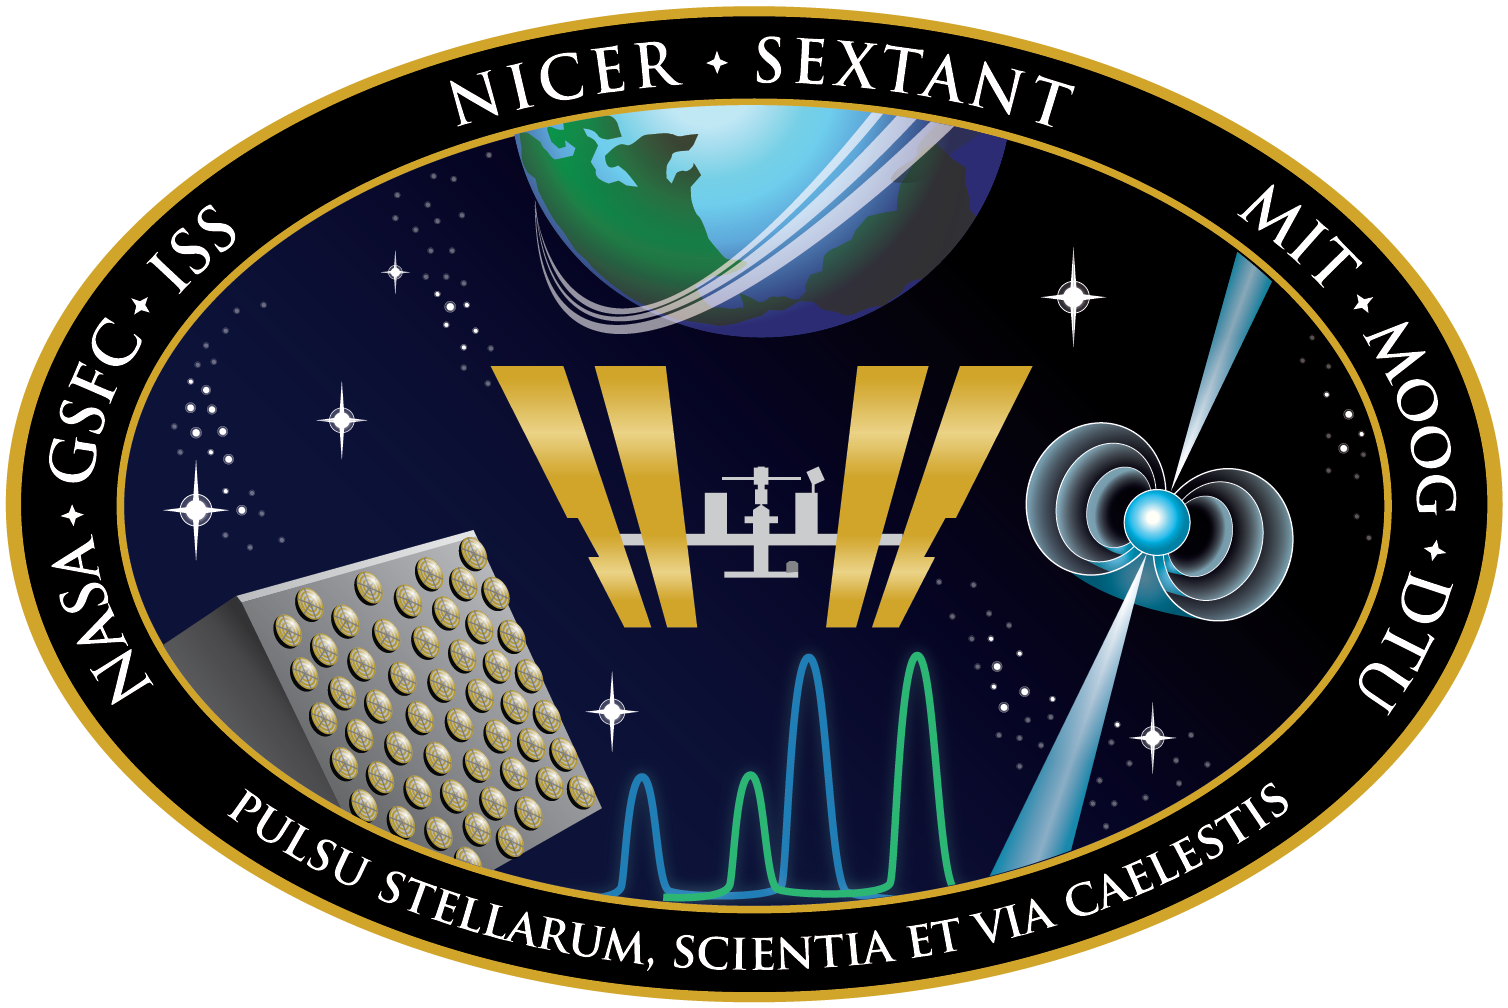 NICER ✦ SEXTANT
NASA ✦ GSFC ✦ ISS
MIT ✦ MOOG ✦ DTU
PULSU STELLARUM, SCIENTIA ET VIA CAELESTIS